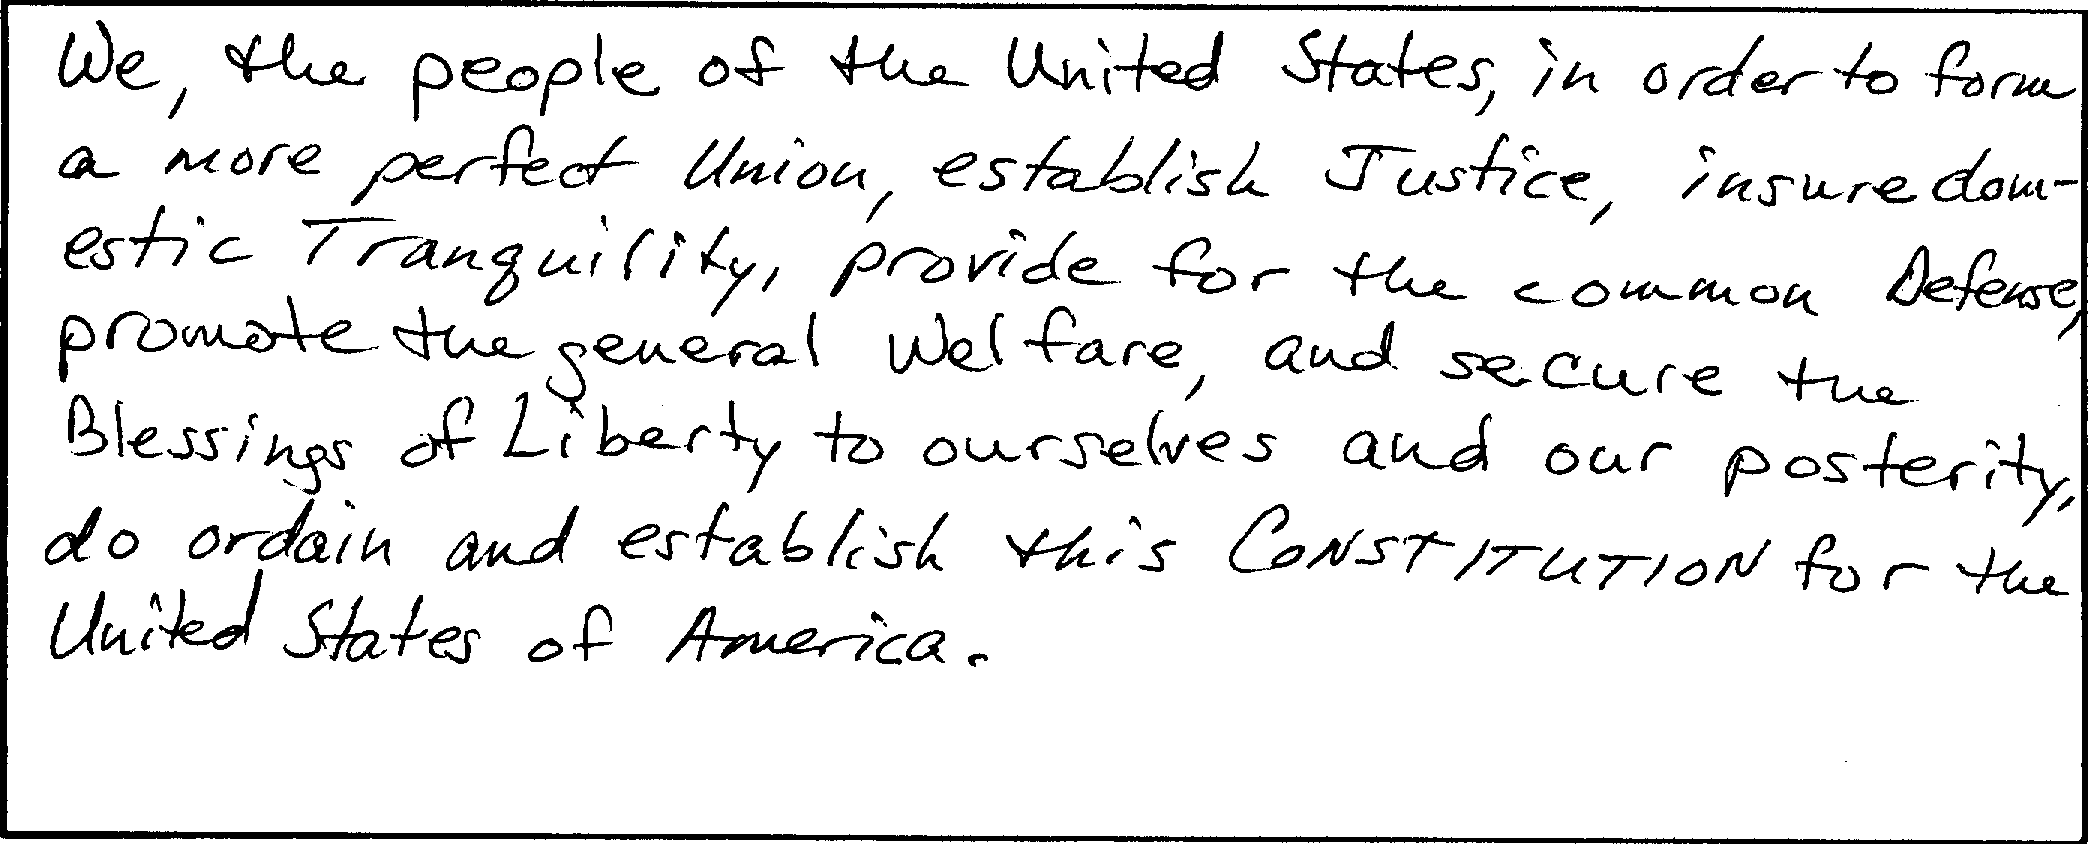 We, the people of the United States, in order to form
a more perfect Union, establish Justice, insure dom-
estic Tranquility, provide for the common Defense,
promote the general Welfare, and secure the
Blessings of Liberty to ourselves and our posterity,
do ordain and establish this CONSTITUTION for the
United States of America.